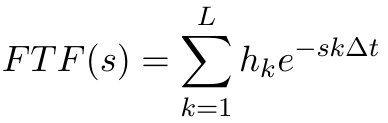 FTF(s) = \sum_{k=1}^{L} h_k e^{-sk\Delta t}